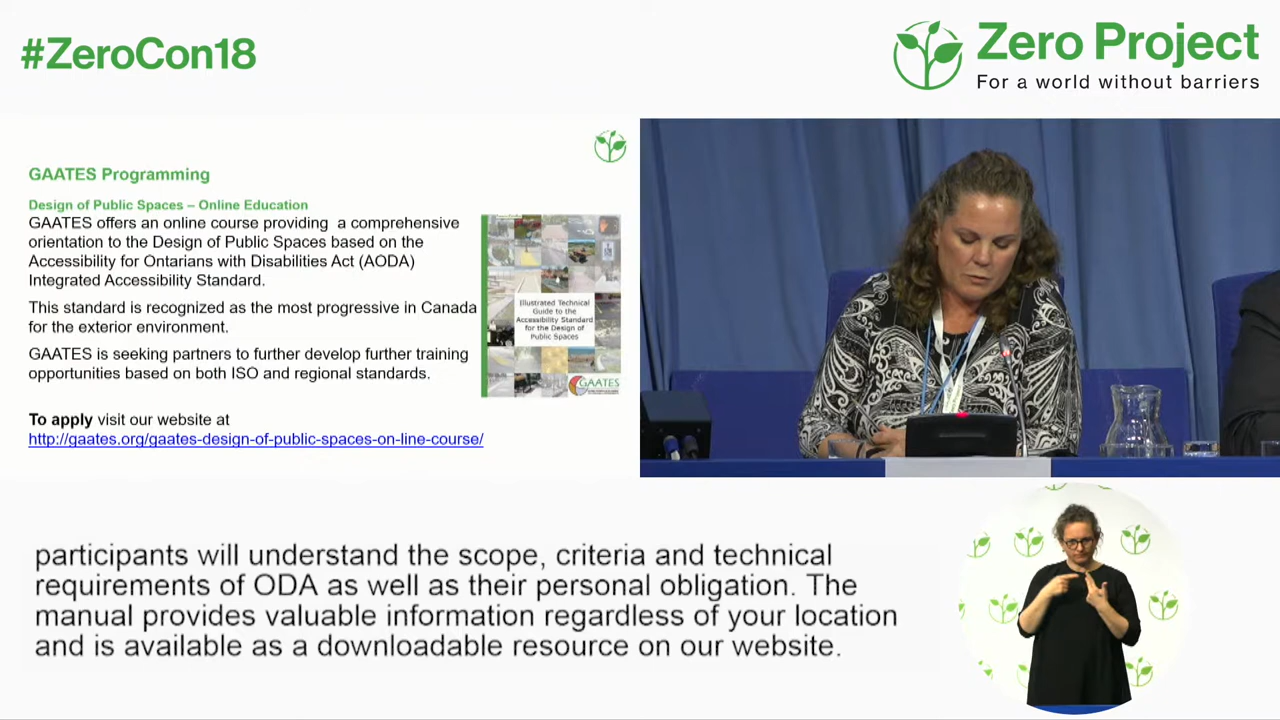 #ZeroCon18
Zero Project
For a world without barriers
GAATES Programming
Design of Public Spaces – Online Education
GAATES offers an online course providing  a comprehensive
orientation to the Design of Public Spaces based on the
Accessibility for Ontarians with Disabilities Act (AODA)
Integrated Accessibility Standard.
This standard is recognized as the most progressive in Canada
for the exterior environment.
GAATES is seeking partners to further develop further training
opportunities based on both ISO and regional standards.
To apply visit our website at
http://gaates.org/gaates-design-of-public-spaces-on-line-course/
Illustrated Technical
Guide to the
Accessibility Standard
for the Design of
Public Spaces
GAATES
participants will understand the scope, criteria and technical
requirements of ODA as well as their personal obligation. The
manual provides valuable information regardless of your location
and is available as a downloadable resource on our website.